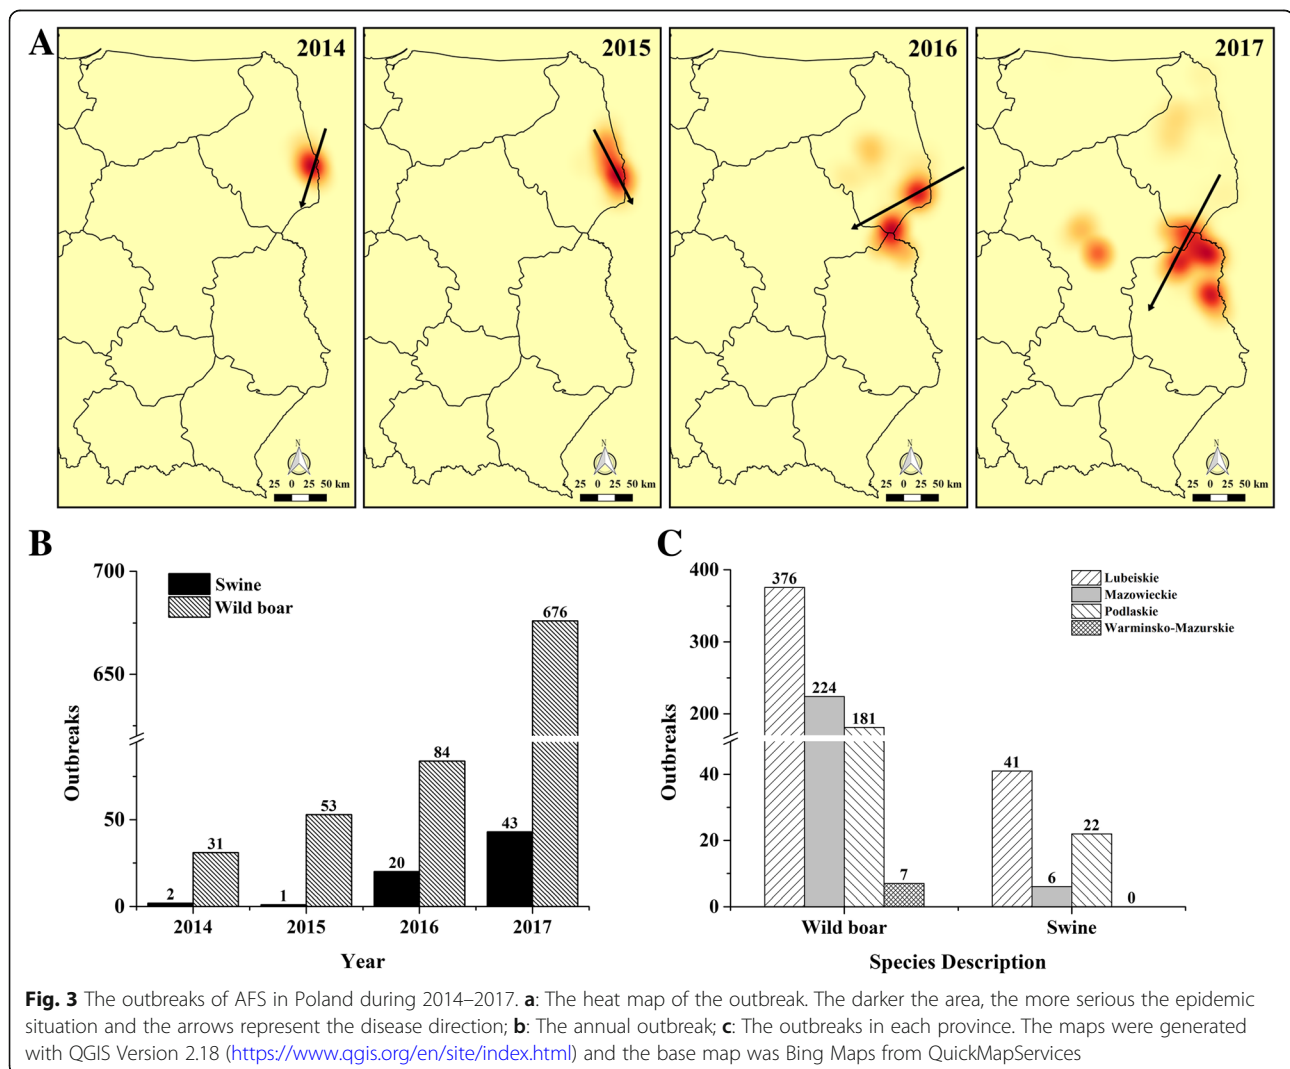 A
2014
2015
2016
2017
N
N
N
N
25 0 25 50 km
25 0 25 50 km
25 0 25 50 km
25 0 25 50 km
B
700
650
50
0
Outbreaks
Swine
Wild boar
2
31
1
53
20
84
43
676
2014
2015
2016
2017
Year
C
400
300
200
40
20
0
Outbreaks
Lubeiskie
Mazowieckie
Podlaskie
Warminsko-Mazurskie
376
224
181
7
41
6
22
0
Wild boar
Swine
Species Description
Fig. 3 The outbreaks of AFS in Poland during 2014–2017. a: The heat map of the outbreak. The darker the area, the more serious the epidemic
situation and the arrows represent the disease direction; b: The annual outbreak; c: The outbreaks in each province. The maps were generated
with QGIS Version 2.18 (https://www.qgis.org/en/site/index.html) and the base map was Bing Maps from QuickMapServices